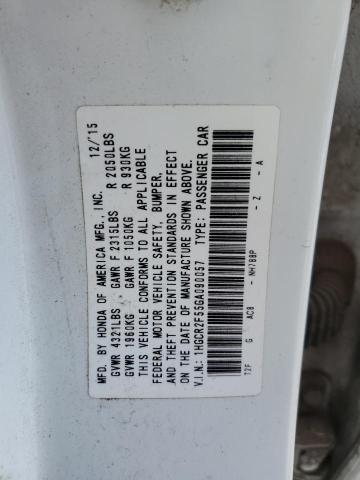 MFD. BY HONDA OF AMERICA MFG., INC. 12/15
GVWR 4321LBS GAWR F 2315LBS R 2050LBS
GVWR 1960KG GAWR F 1050KG R 930KG
THIS VEHICLE CONFORMS TO ALL APPLICABLE
FEDERAL MOTOR VEHICLE SAFETY, BUMPER,
AND THEFT PREVENTION STANDARDS IN EFFECT
ON THE DATE OF MANUFACTURE SHOWN ABOVE.
V.I.N.: 1HGCR2F55GA090057 TYPE: PASSENGER CAR
T2F G AC8 - NH788P - Z - A